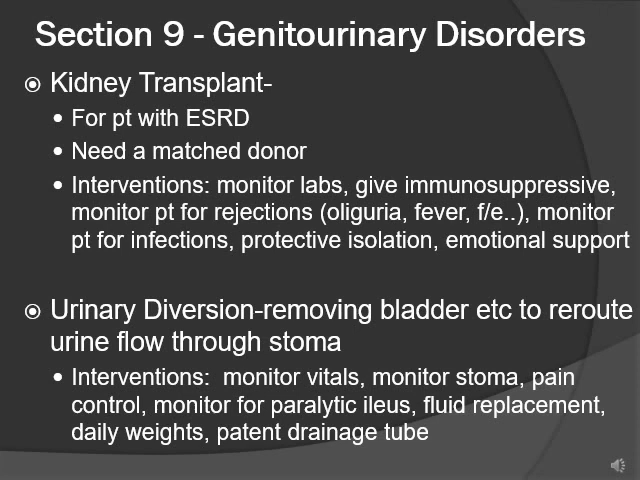 Section 9 - Genitourinary Disorders
Kidney Transplant-
For pt with ESRD
Need a matched donor
Interventions: monitor labs, give immunosuppressive,
monitor pt for rejections (oliguria, fever, f/e..), monitor
pt for infections, protective isolation, emotional support
Urinary Diversion-removing bladder etc to reroute
urine flow through stoma
Interventions:  monitor vitals, monitor stoma, pain
control, monitor for paralytic ileus, fluid replacement,
daily weights, patent drainage tube